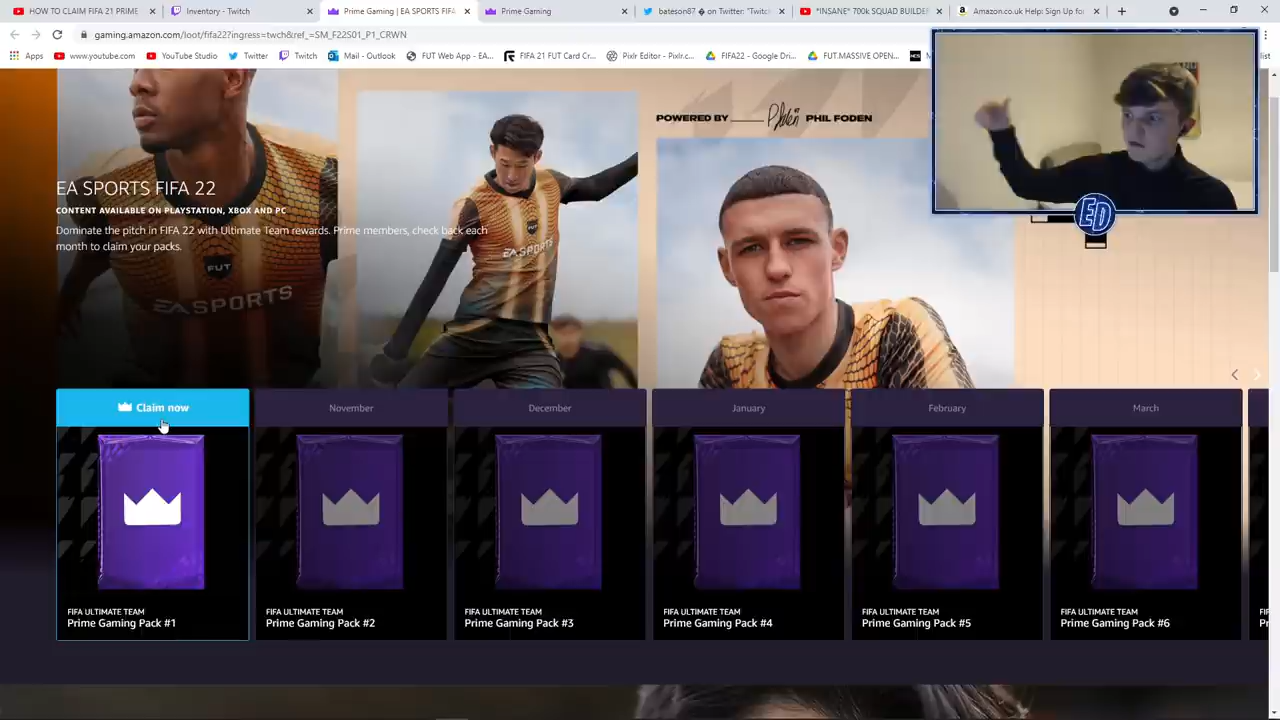 HOW TO CLAIM FIFA 21 PRIME
Inventory - Twitch
Prime Gaming | EA SPORTS FIFA
Prime Gaming
bateson87 � on Twitter: "Twitch
*INSANE* 700k SQUAD BUILDER
Amazon.co.uk Help: Sign Up for
gaming.amazon.com/loot/fifa22?ingress=twch&ref_=SM_F22S01_P1_CRWN
Apps
www.youtube.com
YouTube Studio
Twitter
Twitch
Mail - Outlook
FUT Web App - EA...
FIFA 21 FUT Card Cr...
Pixlr Editor - Pixlr.c...
FIFA22 - Google Dri...
FUT.MASSIVE OPEN...
list
POWERED BY
PHIL FODEN
ED
EA SPORTS FIFA 22
CONTENT AVAILABLE ON PLAYSTATION, XBOX AND PC
Dominate the pitch in FIFA 22 with Ultimate Team rewards. Prime members, check back each
month to claim your packs.
FUT
EA SPORTS
EA SPORTS
Claim now
November
December
January
February
March
FIFA ULTIMATE TEAM
Prime Gaming Pack #1
FIFA ULTIMATE TEAM
Prime Gaming Pack #2
FIFA ULTIMATE TEAM
Prime Gaming Pack #3
FIFA ULTIMATE TEAM
Prime Gaming Pack #4
FIFA ULTIMATE TEAM
Prime Gaming Pack #5
FIFA ULTIMATE TEAM
Prime Gaming Pack #6